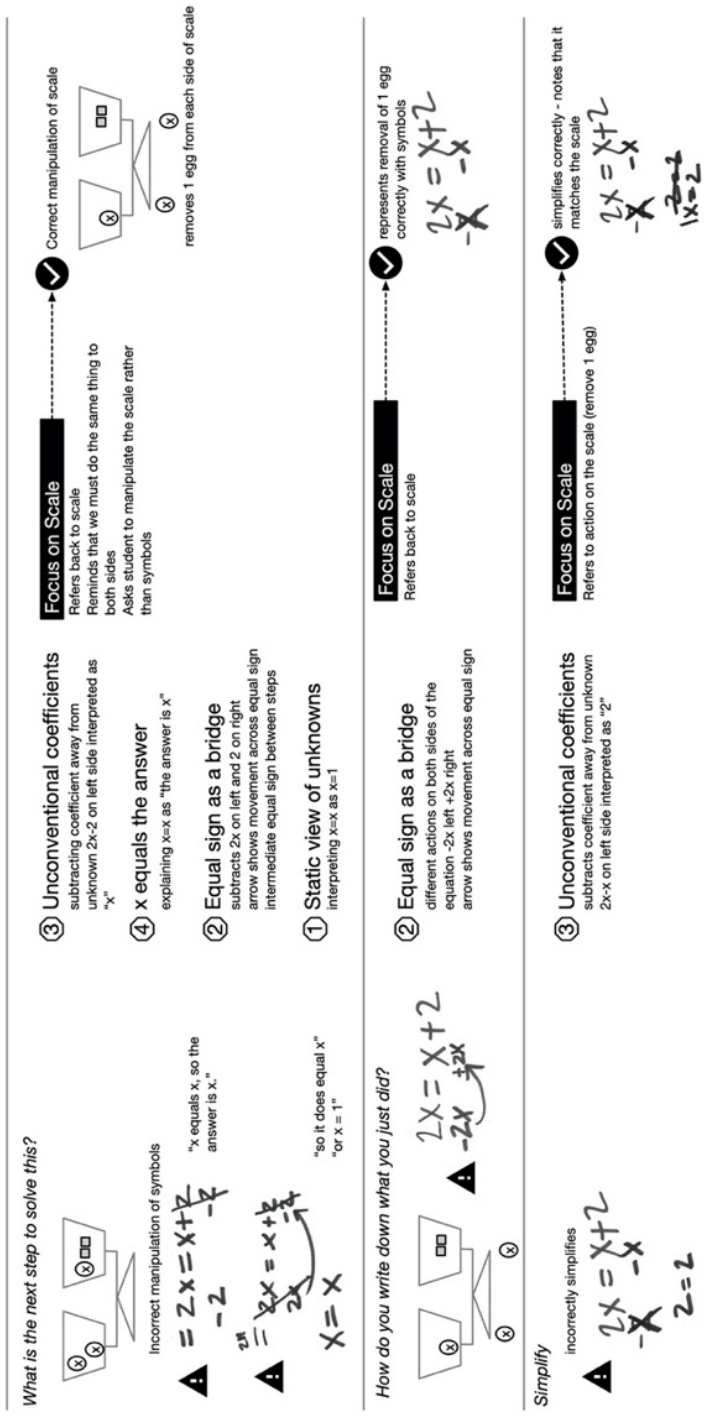 What is the next step to solve this?
x
x
x
Incorrect manipulation of symbols
= 2x = x+2
-2 -2
"x equals x, so the
answer is x."
2x
= 2x = x+2
2x -2
x = x
"so it does equal x"
"or x = 1"
3 Unconventional coefficients
subtracting coefficient away from
unknown 2x-2 on left side interpreted as
"x"
4 x equals the answer
explaining x=x as "the answer is x"
2 Equal sign as a bridge
subtracts 2x on left and 2 on right
arrow shows movement across equal sign
intermediate equal sign between steps
1 Static view of unknowns
interpreting x=x as x=1
Focus on Scale
Refers back to scale
Reminds that we must do the same thing to
both sides
Asks student to manipulate the scale rather
than symbols
Correct manipulation of scale
x
x x
removes 1 egg from each side of scale
How do you write down what you just did?
x
x x
2x = x+2
-2x +2x
2 Equal sign as a bridge
different actions on both sides of the
equation -2x left +2x right
arrow shows movement across equal sign
Focus on Scale
Refers back to scale
represents removal of 1 egg
correctly with symbols
2x = x+2
-x -x
Simplify
incorrectly simplifies
2x = x+2
-x -x
2=2
3 Unconventional coefficients
subtracts coefficient away from unknown
2x-x on left side interpreted as "2"
Focus on Scale
Refers to action on the scale (remove 1 egg)
simplifies correctly - notes that it
matches the scale
2x = x+2
-x -x
2=2
1x=2